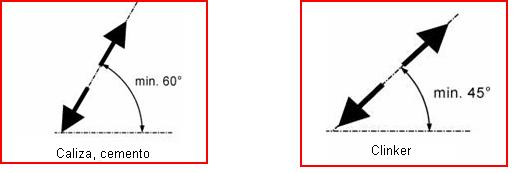 min. 60°
Caliza, cemento
min. 45°
Clinker